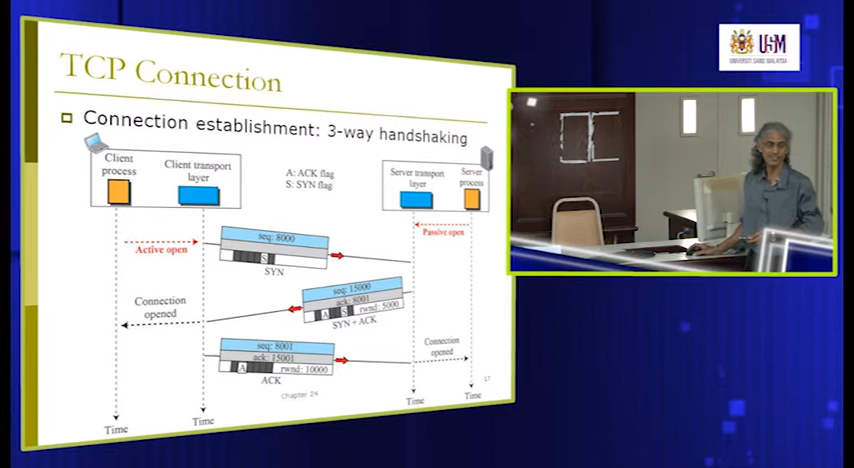 TCP Connection
Connection establishment: 3-way handshaking
Client process
Client transport layer
A: ACK flag
S: SYN flag
Server transport layer
Server process
Active open
Passive open
seq: 8000
S
SYN
seq: 15000
ack: 8001
A S rwnd: 5000
SYN + ACK
Connection opened
seq: 8001
ack: 15001
A rwnd: 10000
ACK
Connection opened
Chapter 24
17
Time
Time
Time
Time
USM
UNIVERSITI SAINS MALAYSIA